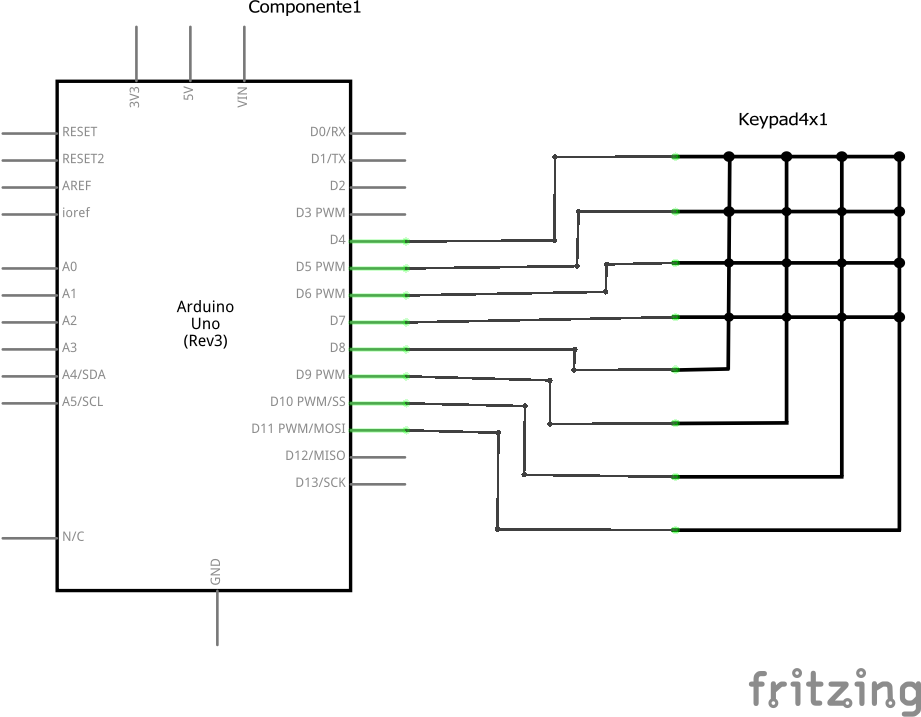 Componente1
3V3
5V
VIN
RESET
RESET2
AREF
ioref
A0
A1
A2
A3
A4/SDA
A5/SCL
N/C
Arduino
Uno
(Rev3)
D0/RX
D1/TX
D2
D3 PWM
D4
D5 PWM
D6 PWM
D7
D8
D9 PWM
D10 PWM/SS
D11 PWM/MOSI
D12/MISO
D13/SCK
GND
Keypad4x1
fritzing